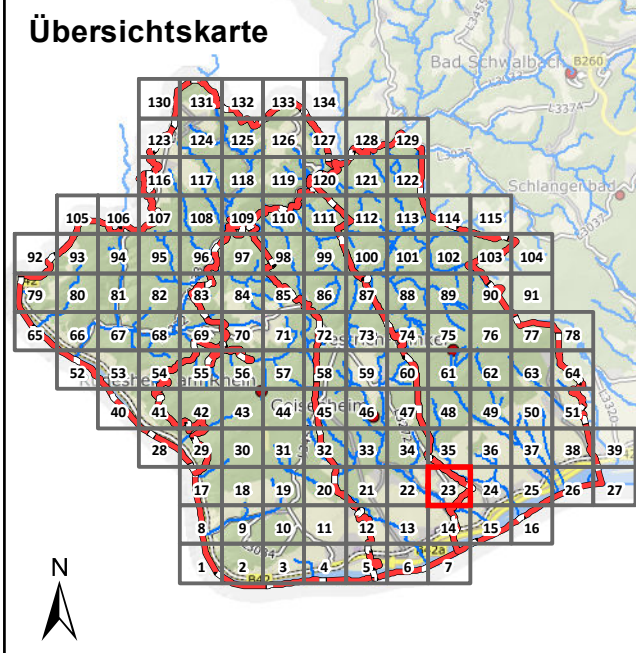 Übersichtskarte
L3455
Bad Schwalbach
B260
L3374
130 131 132 133 134
123 124 125 126 127 128 129
L3035
116 117 118 119 120 121 122
Schlangenbad
105 106 107 108 109 110 111 112 113 114 115
L3037
92 93 94 95 96 97 98 99 100 101 102 103 104
79 80 81 82 83 84 85 86 87 88 89 90 91
65 66 67 68 69 70 71 72 73 74 75 76 77 78
52 53 54 55 56 57 58 59 60 61 62 63 64
L3320
40 41 42 43 44 45 46 47 48 49 50 51
28 29 30 31 32 33 34 35 36 37 38 39
17 18 19 20 21 22 23 24 25 26 27
8 9 10 11 12 13 14 15 16
L3034
B42a
1 2 3 4 5 6 7
B42
N